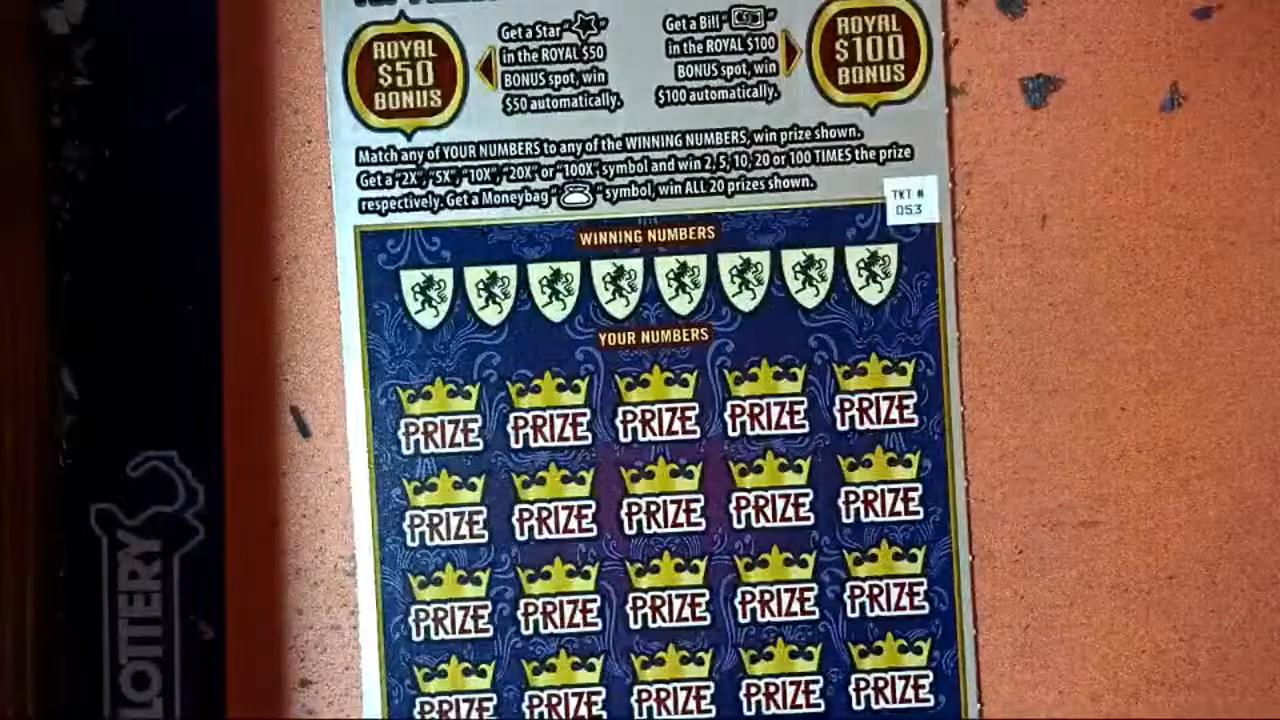 ROYAL
$50
BONUS
Get a Star " "
in the ROYAL $50
BONUS spot, win
$50 automatically.
Get a Bill " "
in the ROYAL $100
BONUS spot, win
$100 automatically.
ROYAL
$100
BONUS
Match any of YOUR NUMBERS to any of the WINNING NUMBERS, win prize shown.
Get a "2X", "5X", "10X", "20X" or "100X" symbol and win 2, 5, 10, 20 or 100 TIMES the prize
respectively. Get a Moneybag " " symbol, win ALL 20 prizes shown.
TKT #
053
WINNING NUMBERS
YOUR NUMBERS
PRIZE PRIZE PRIZE PRIZE PRIZE
PRIZE PRIZE PRIZE PRIZE PRIZE
PRIZE PRIZE PRIZE PRIZE PRIZE
PRIZE PRIZE PRIZE PRIZE PRIZE
LOTTERY